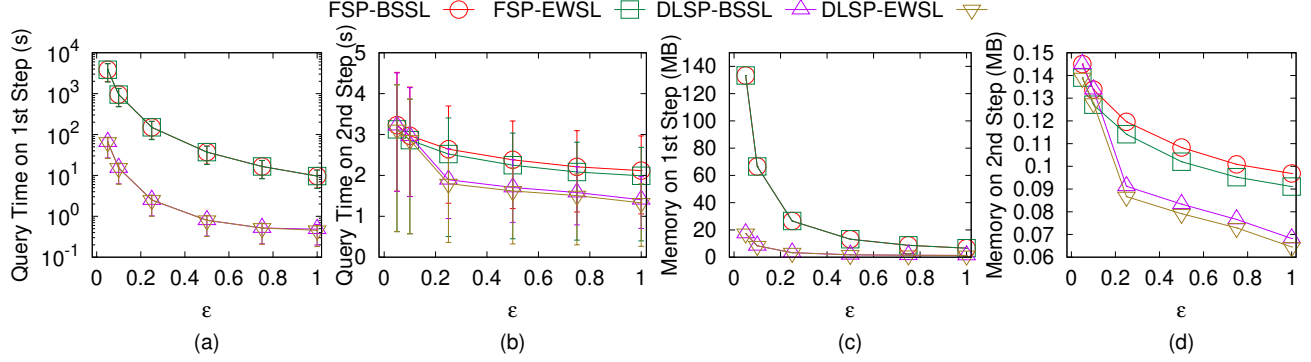 FSP-BSSL FSP-EWSL DLSP-BSSL DLSP-EWSL
Query Time on 1st Step (s)
10^4
10^3
10^2
10^1
10^0
10^-1
0 0.2 0.4 0.6 0.8 1
ε
(a)
Query Time on 2nd Step (s)
5
4
3
2
1
0
0 0.2 0.4 0.6 0.8 1
ε
(b)
Memory on 1st Step (MB)
140
120
100
80
60
40
20
0
0 0.2 0.4 0.6 0.8 1
ε
(c)
Memory on 2nd Step (MB)
0.15
0.14
0.13
0.12
0.11
0.1
0.09
0.08
0.07
0.06
0 0.2 0.4 0.6 0.8 1
ε
(d)